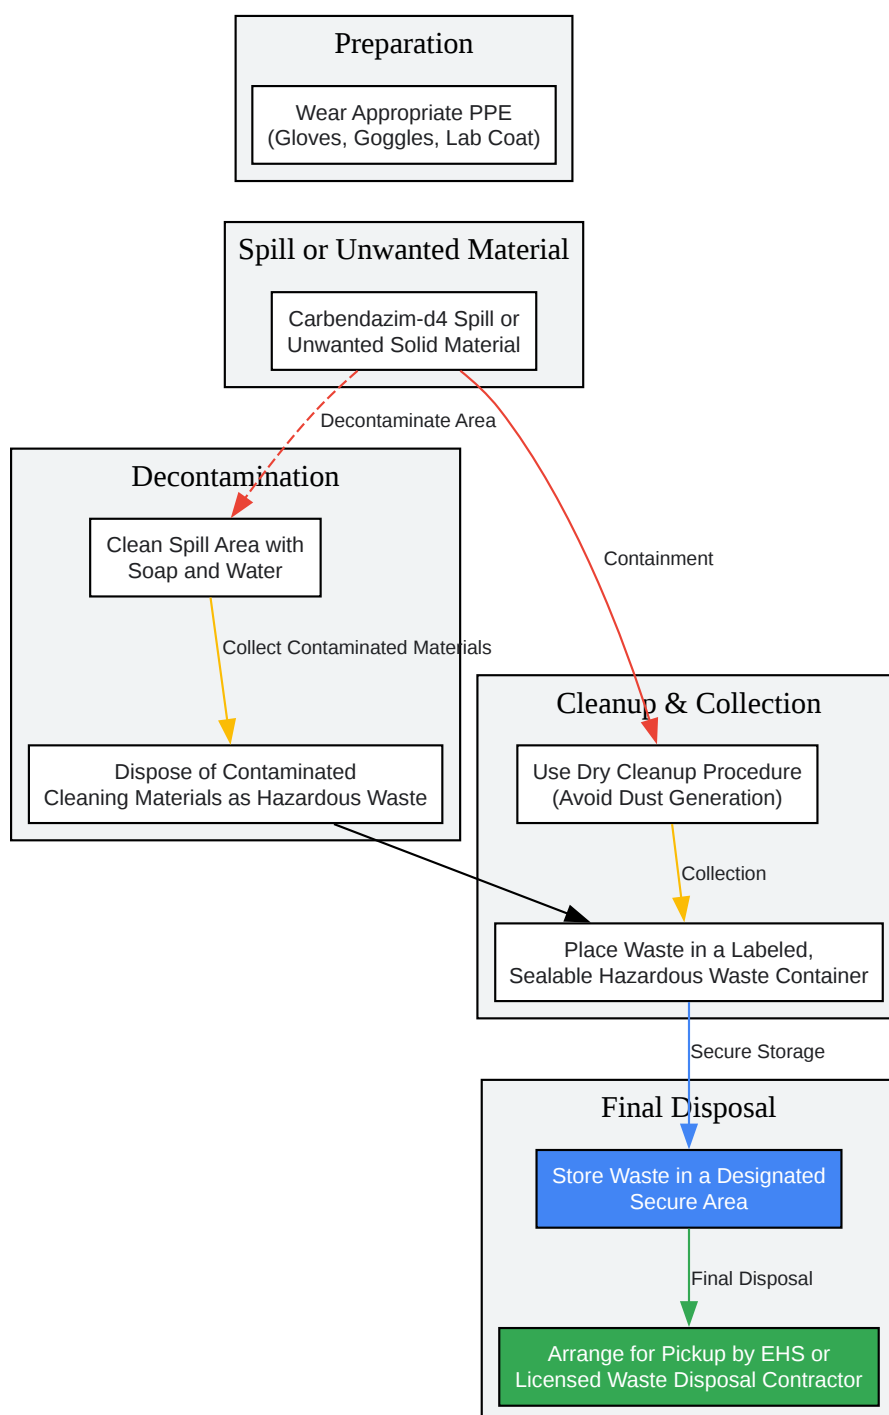 Preparation
Wear Appropriate PPE
(Gloves, Goggles, Lab Coat)
Spill or Unwanted Material
Carbendazim-d4 Spill or
Unwanted Solid Material
Decontaminate Area
Decontamination
Clean Spill Area with
Soap and Water
Containment
Collect Contaminated Materials
Cleanup & Collection
Dispose of Contaminated
Cleaning Materials as Hazardous Waste
Use Dry Cleanup Procedure
(Avoid Dust Generation)
Collection
Place Waste in a Labeled,
Sealable Hazardous Waste Container
Secure Storage
Final Disposal
Store Waste in a Designated
Secure Area
Final Disposal
Arrange for Pickup by EHS or
Licensed Waste Disposal Contractor